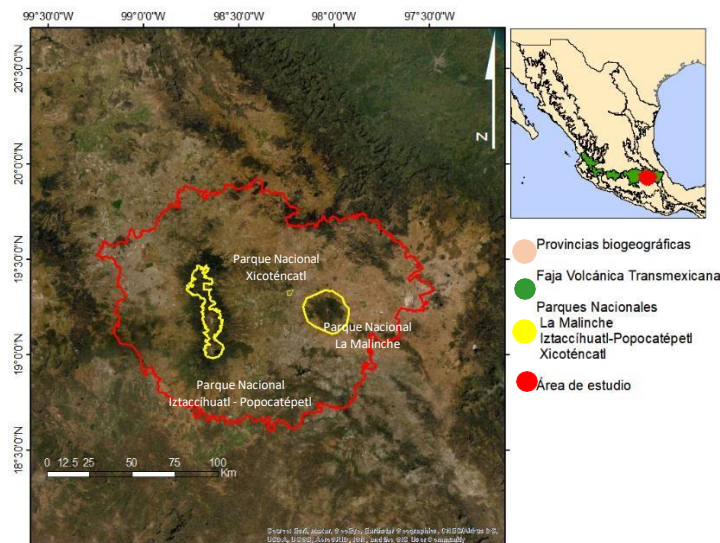 99°30'0"W 99°0'0"W 98°30'0"W 98°0'0"W 97°30'0"W
20°30'0"N
20°0'0"N
19°30'0"N
19°0'0"N
18°30'0"N
N
Parque Nacional
Xicoténcatl
Parque Nacional
La Malinche
Parque Nacional
Iztaccíhuatl - Popocatépetl
0 12.5 25 50 75 100
Km
Provincias biogeográficas
Faja Volcánica Transmexicana
Parques Nacionales
La Malinche
Iztaccíhuatl-Popocatépetl
Xicoténcatl
Área de estudio